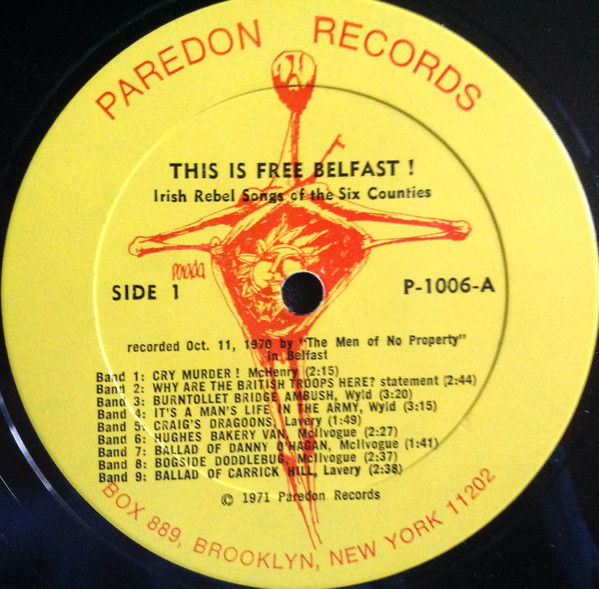 PAREDON RECORDS
THIS IS FREE BELFAST !
Irish Rebel Songs of the Six Counties
SIDE 1
P-1006-A
recorded Oct. 11, 1970 by "The Men of No Property"
in Belfast
Band 1: CRY MURDER ! McHenry (2:15)
Band 2: WHY ARE THE BRITISH TROOPS HERE? statement (2:44)
Band 3: BURNTOLLET BRIDGE AMBUSH, Wyld (3:20)
Band 4: IT'S A MAN'S LIFE IN THE ARMY, Wyld (3:15)
Band 5: CRAIG'S DRAGOONS, Lavery (1:49)
Band 6: HUGHES BAKERY VAN, McIlvogue (2:27)
Band 7: BALLAD OF DANNY O'HAGAN, McIlvogue (1:41)
Band 8: BOGSIDE DODDLEBUG, McIlvogue (2:37)
Band 9: BALLAD OF CARRICK HILL, Lavery (2:38)
© 1971 Paredon Records
BOX 889, BROOKLYN, NEW YORK 11202